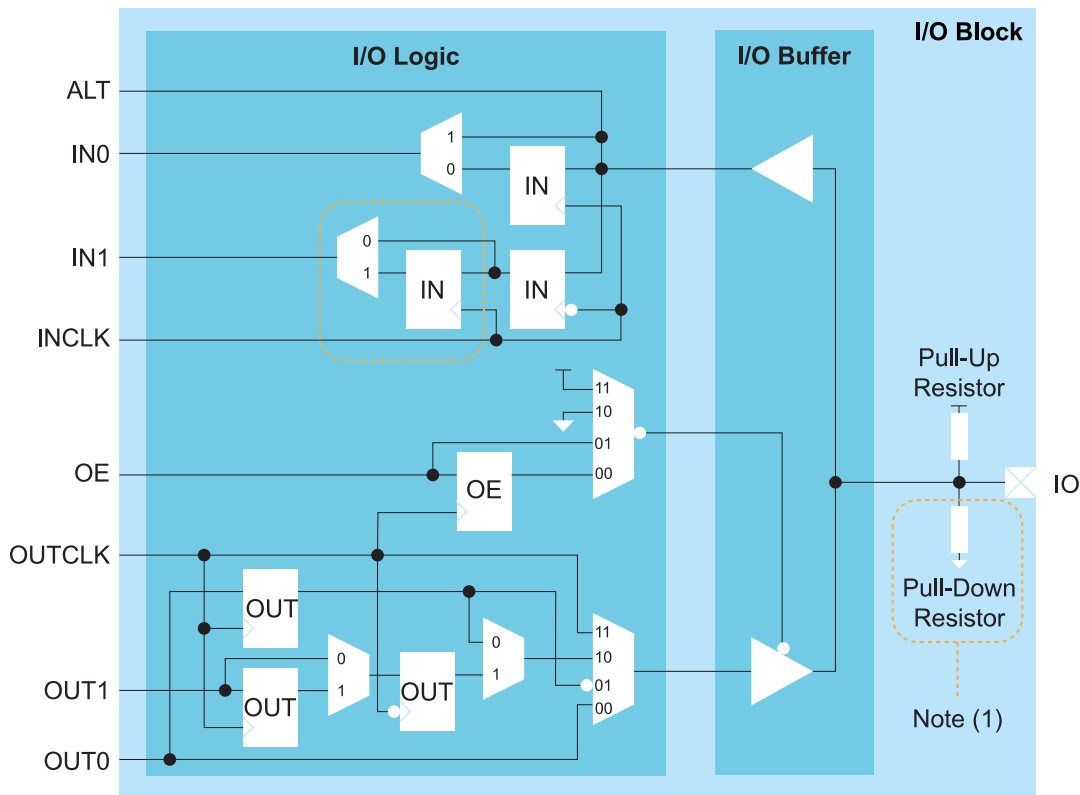 I/O Block
I/O Logic
I/O Buffer
ALT
1
IN0
0
IN
0
IN1
1
IN
IN
INCLK
Pull-Up
Resistor
11
10
01
OE
00
OE
IO
OUTCLK
Pull-Down
Resistor
OUT
11
0
10
0
1
01
OUT1
1
OUT
OUT
00
Note (1)
OUT0